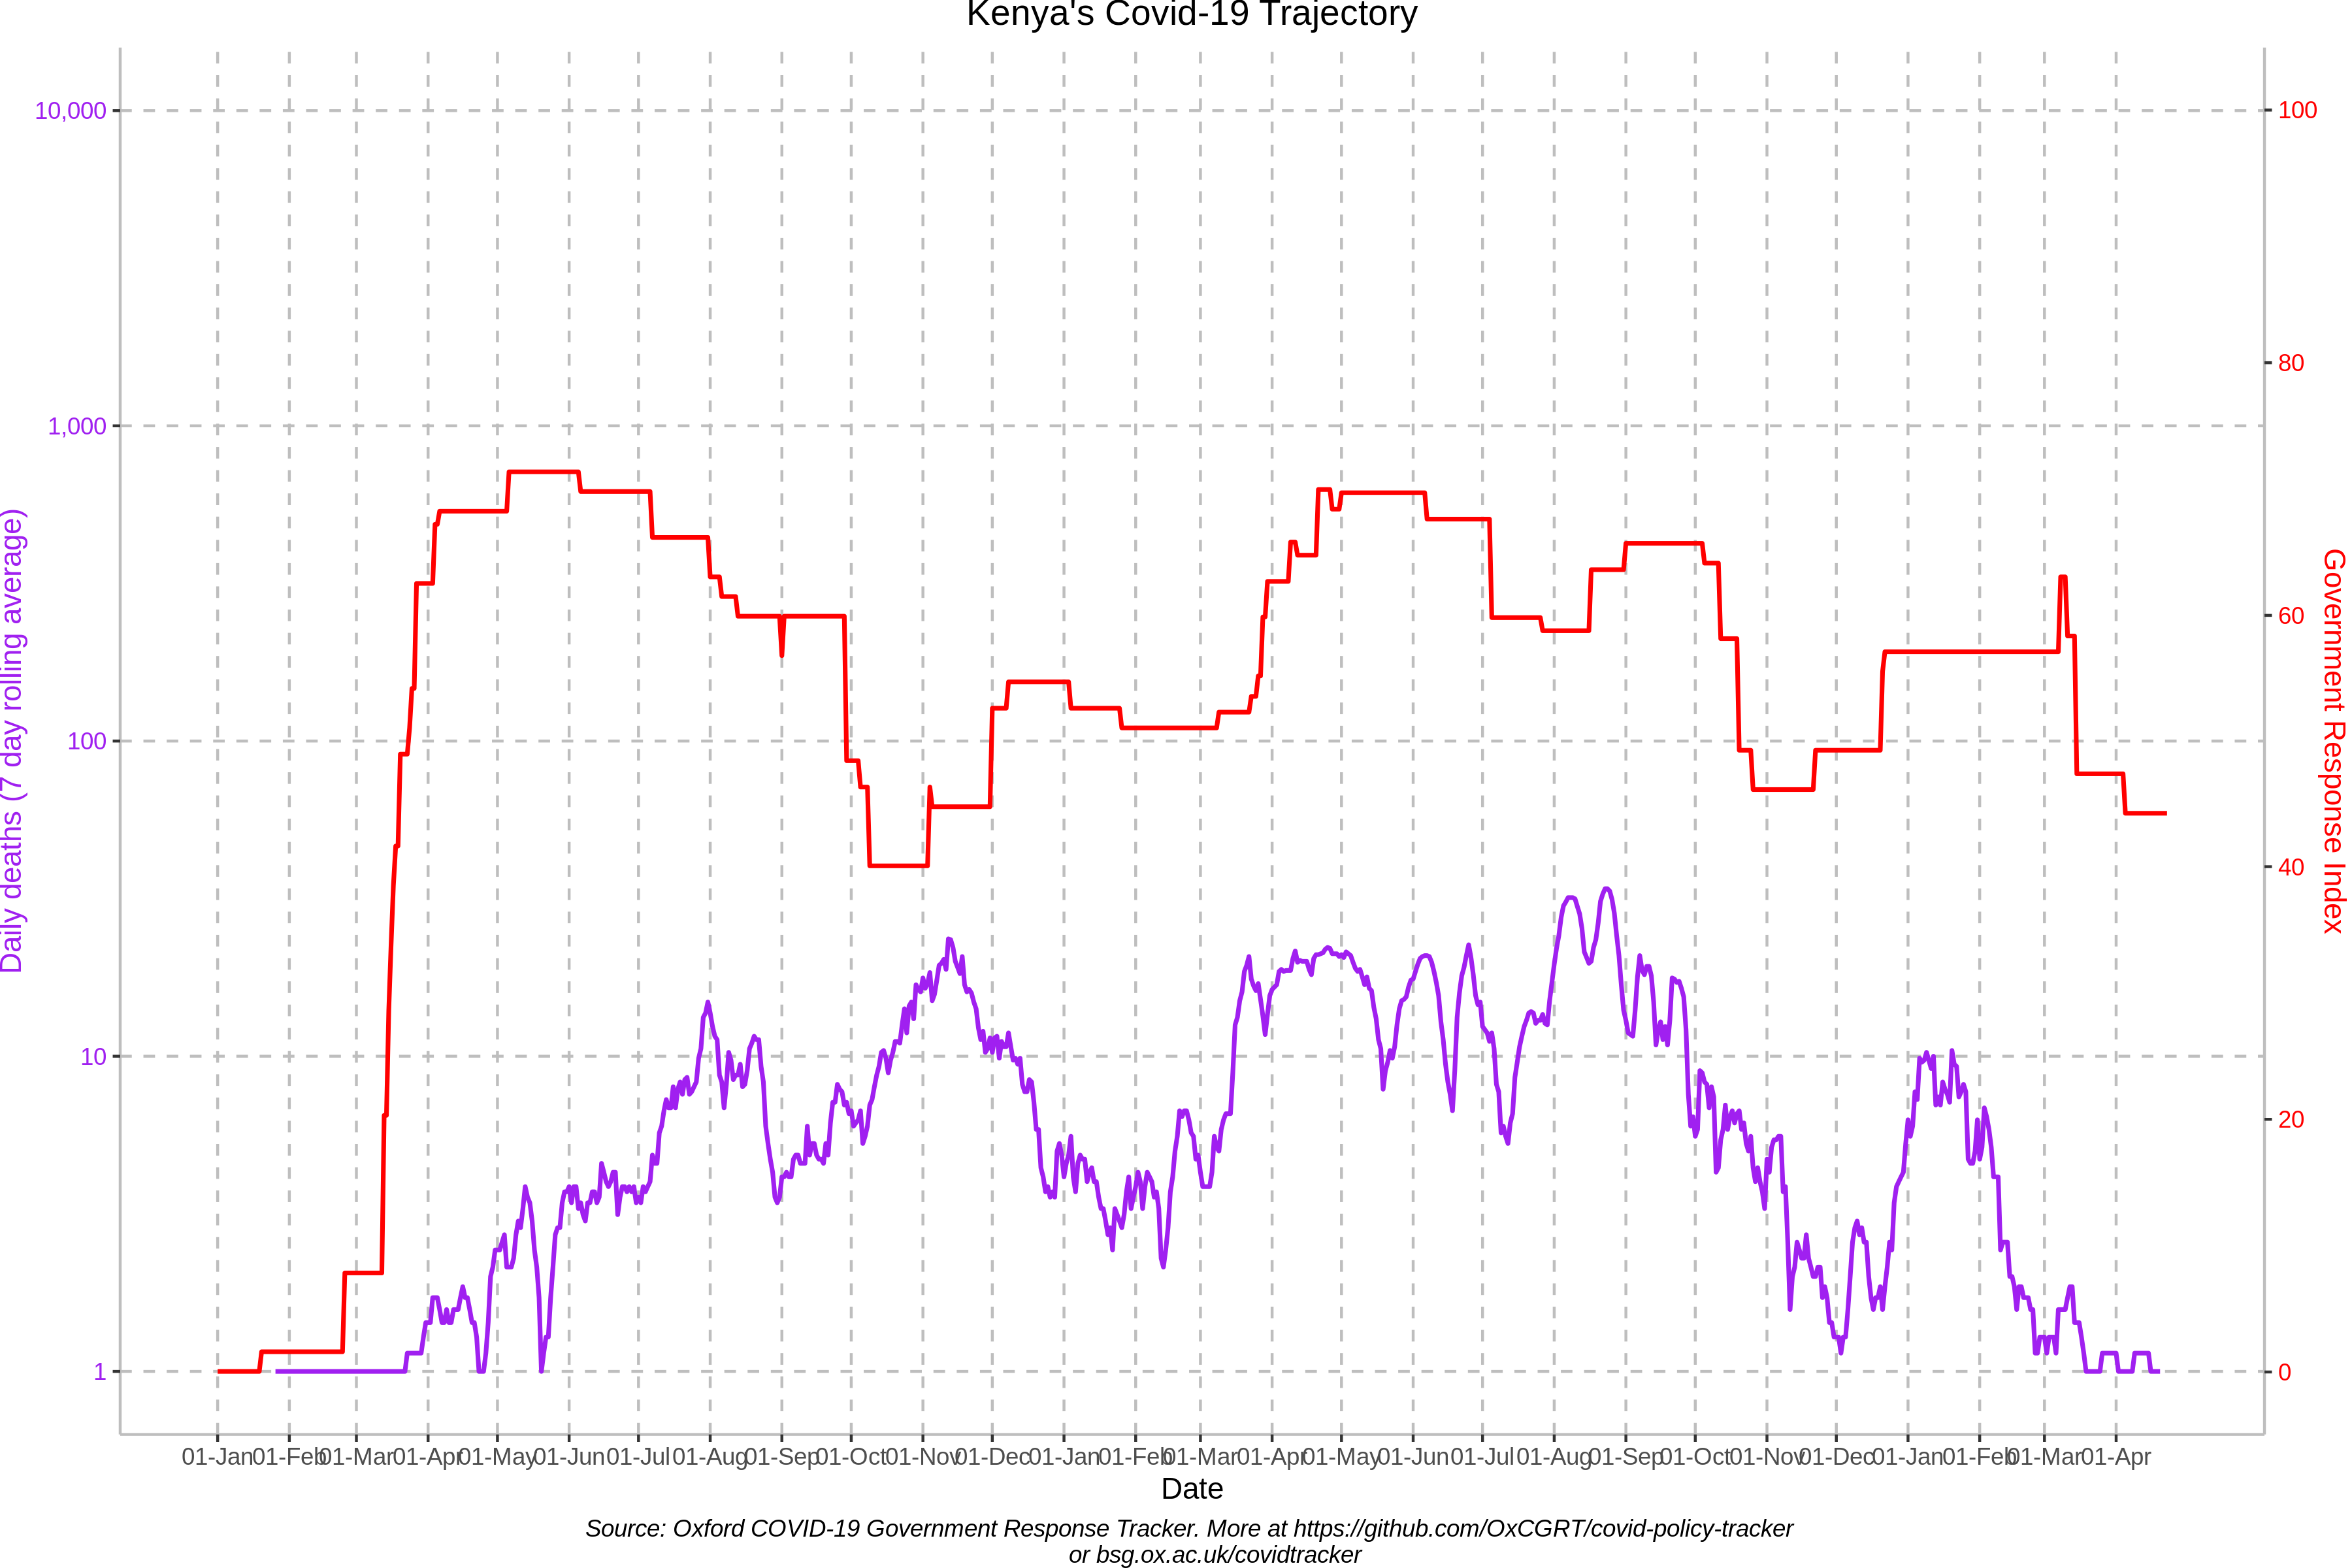 Kenya's Covid-19 Trajectory
10,000
1,000
100
10
1
Daily deaths (7 day rolling average)
100
80
60
40
20
0
Government Response Index
01-Jan 01-Feb 01-Mar 01-Apr 01-May 01-Jun 01-Jul 01-Aug 01-Sep 01-Oct 01-Nov 01-Dec 01-Jan 01-Feb 01-Mar 01-Apr 01-May 01-Jun 01-Jul 01-Aug 01-Sep 01-Oct 01-Nov 01-Dec 01-Jan 01-Feb 01-Mar 01-Apr
Date
Source: Oxford COVID-19 Government Response Tracker. More at https://github.com/OxCGRT/covid-policy-tracker
or bsg.ox.ac.uk/covidtracker